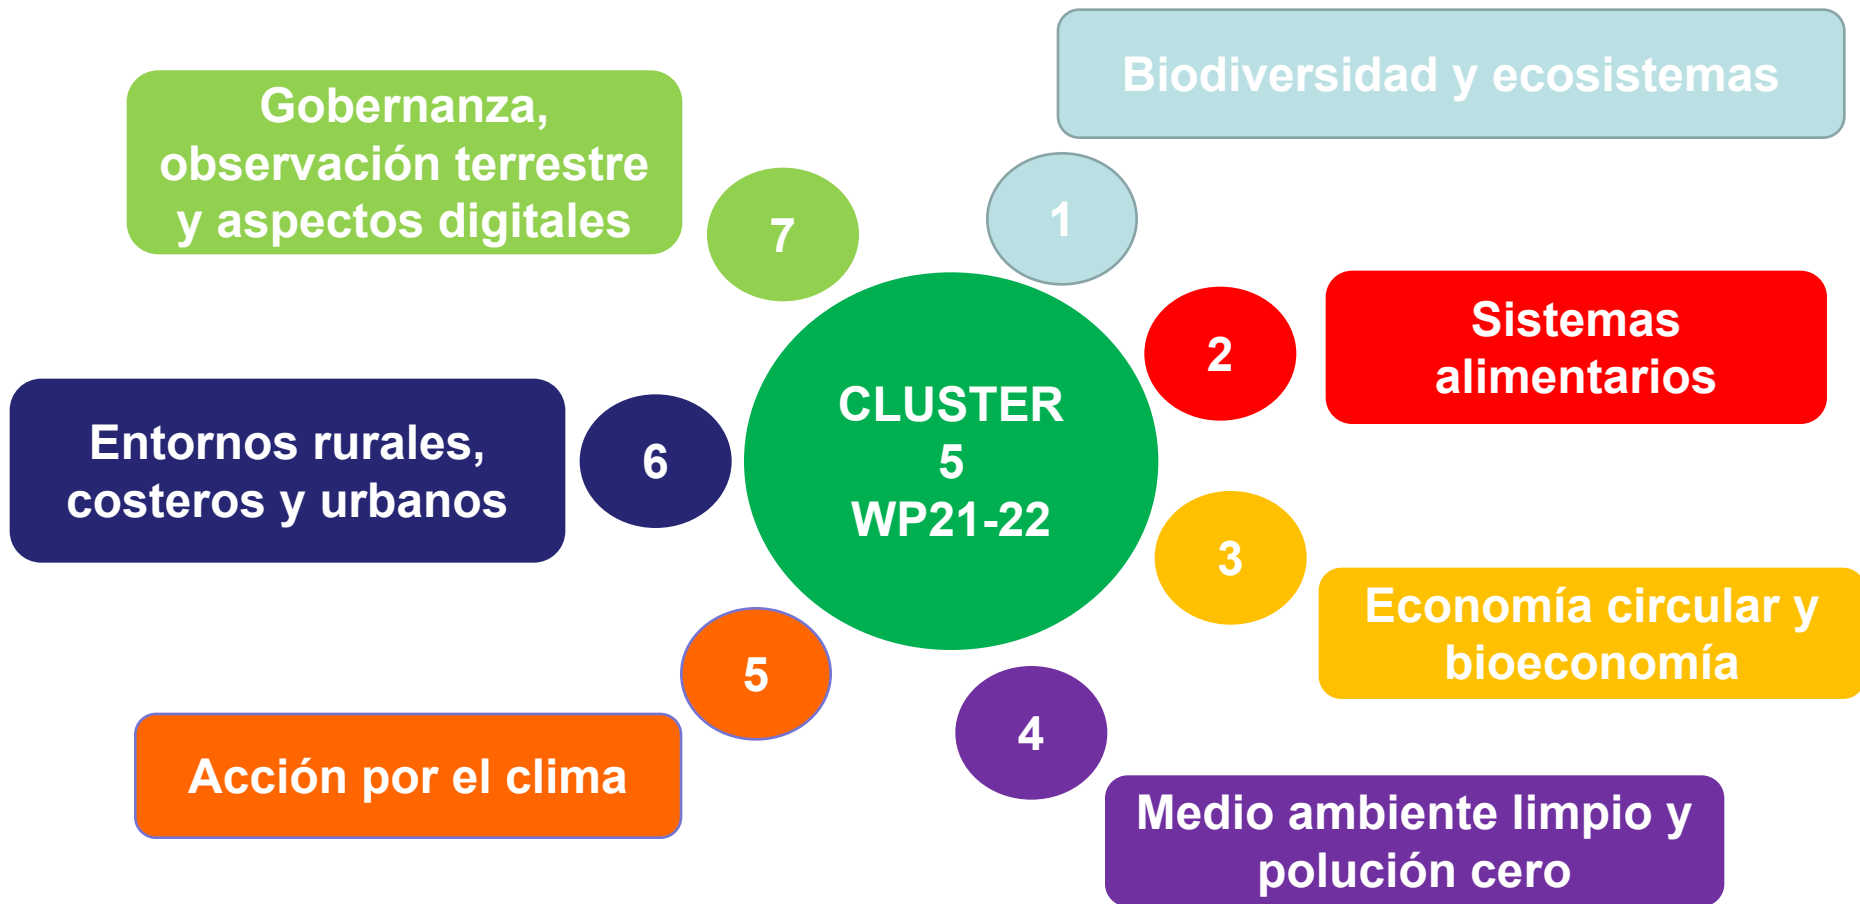 CLUSTER
5
WP21-22
1
Biodiversidad y ecosistemas
2
Sistemas
alimentarios
3
Economía circular y
bioeconomía
4
Medio ambiente limpio y
polución cero
5
Acción por el clima
6
Entornos rurales,
costeros y urbanos
7
Gobernanza,
observación terrestre
y aspectos digitales